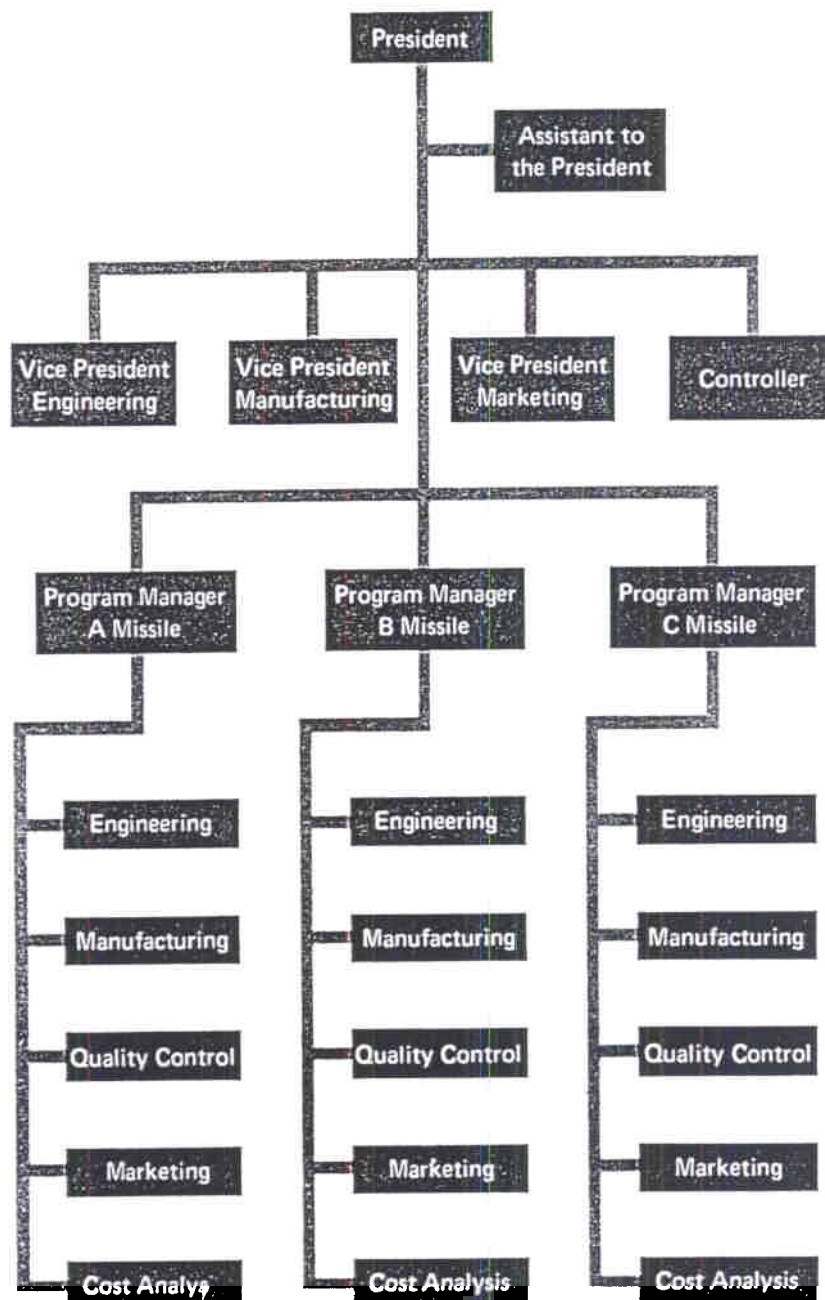 President
Assistant to
the President
Vice President
Engineering
Vice President
Manufacturing
Vice President
Marketing
Controller
Program Manager
A Missile
Program Manager
B Missile
Program Manager
C Missile
Engineering
Manufacturing
Quality Control
Marketing
Cost
Engineering
Manufacturing
Quality Control
Marketing
Cost Analysis
Engineering
Manufacturing
Quality Control
Marketing
Cost Analysis